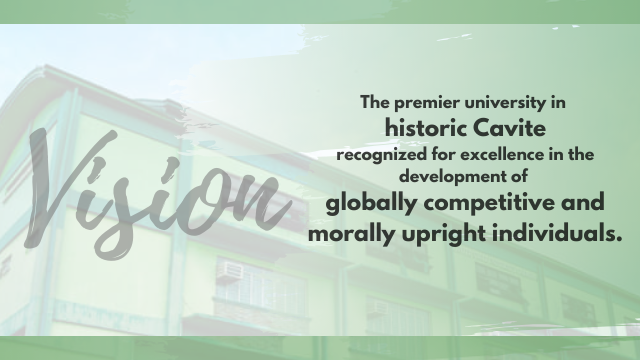 Vision
The premier university in
historic Cavite
recognized for excellence in the
development of
globally competitive and
morally upright individuals.